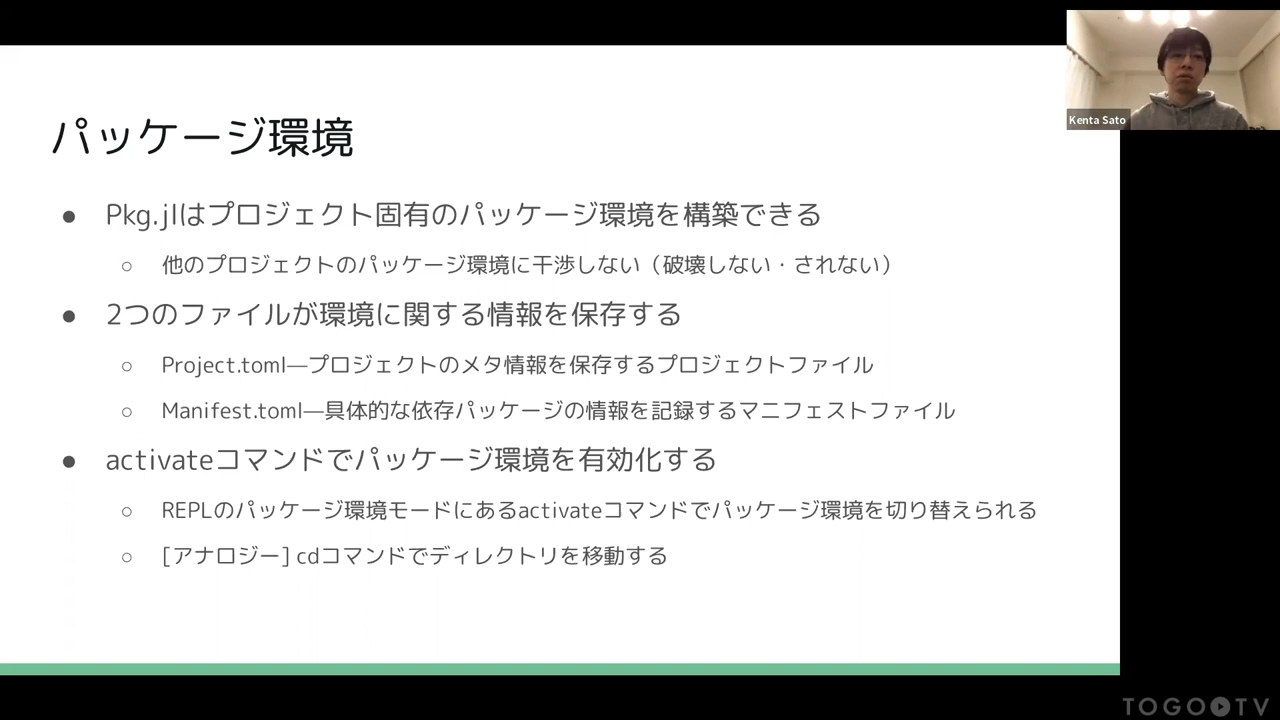 パッケージ環境
● Pkg.jlはプロジェクト固有のパッケージ環境を構築できる
○ 他のプロジェクトのパッケージ環境に干渉しない（破壊しない・されない）
● 2つのファイルが環境に関する情報を保存する
○ Project.toml—プロジェクトのメタ情報を保存するプロジェクトファイル
○ Manifest.toml—具体的な依存パッケージの情報を記録するマニフェストファイル
● activateコマンドでパッケージ環境を有効化する
○ REPLのパッケージ環境モードにあるactivateコマンドでパッケージ環境を切り替えられる
○ [アナロジー] cdコマンドでディレクトリを移動する
Kenta Sato
TOGO TV